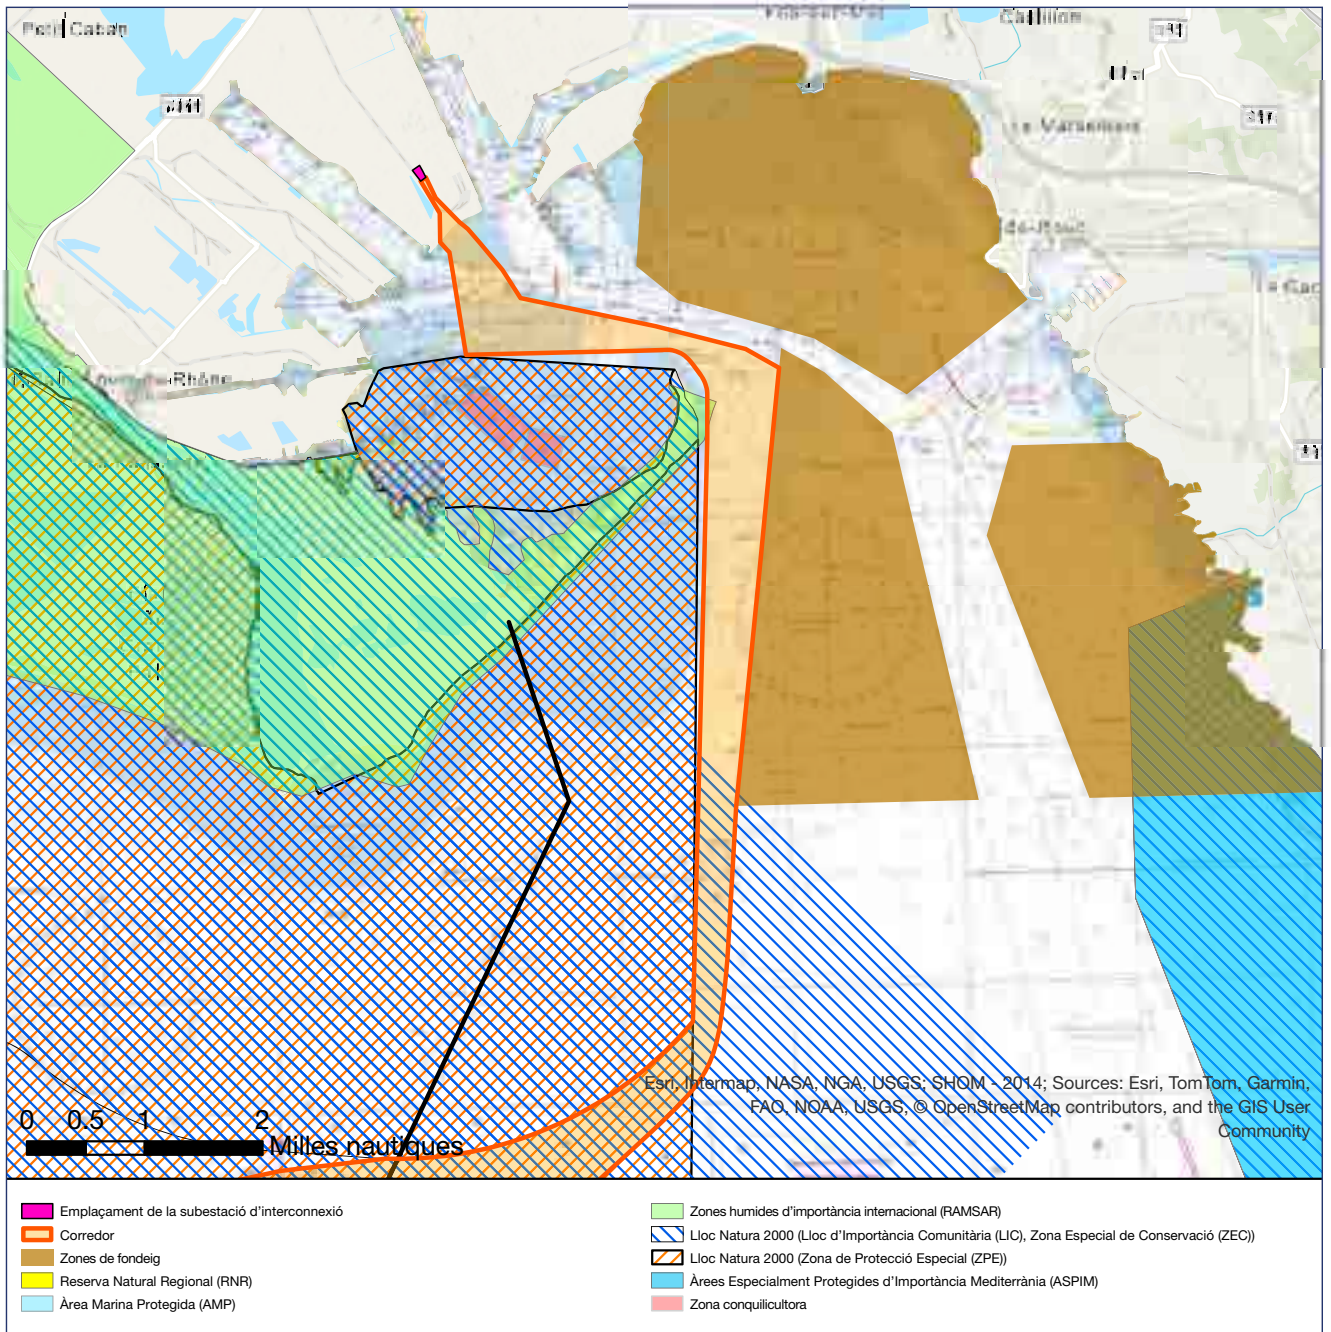 Petit Caban
Esri, Intermap, NASA, NGA, USGS; SHOM - 2014; Sources: Esri, TomTom, Garmin,
FAO, NOAA, USGS, © OpenStreetMap contributors, and the GIS User
Community
0 0.5 1 2
Milles nautiques
Emplaçament de la subestació d’interconnexió
Corredor
Zones de fondeig
Reserva Natural Regional (RNR)
Àrea Marina Protegida (AMP)
Zones humides d’importància internacional (RAMSAR)
Lloc Natura 2000 (Lloc d’Importància Comunitària (LIC), Zona Especial de Conservació (ZEC))
Lloc Natura 2000 (Zona de Protecció Especial (ZPE))
Àrees Especialment Protegides d’Importància Mediterrània (ASPIM)
Zona conquilicultora